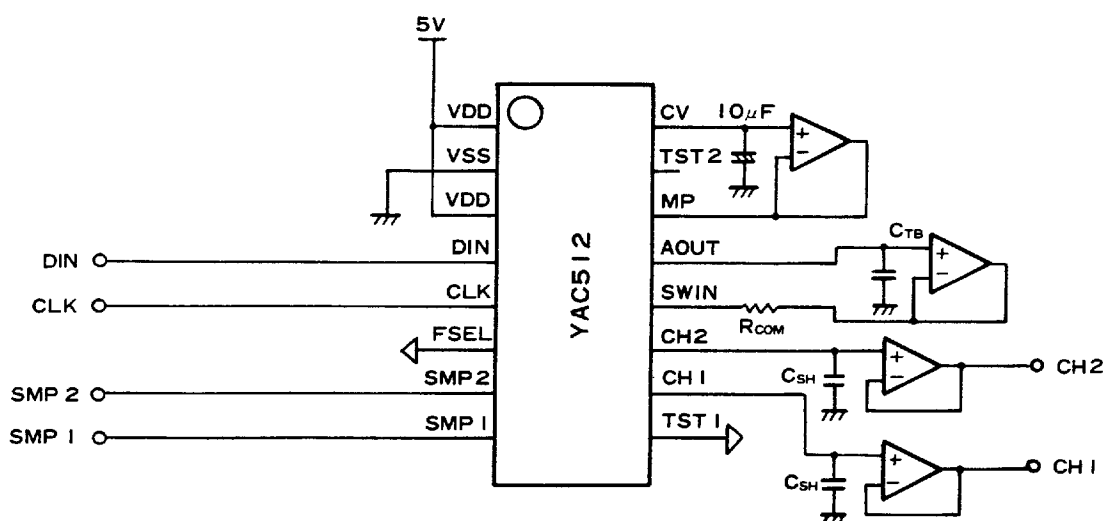 5V
VDD
CV
10μF
+
−
VSS
TST2
VDD
MP
YAC512
DIN
DIN
AOUT
CTB
+
−
CLK
CLK
SWIN
RCOM
FSEL
CH2
CSH
+
−
CH2
SMP2
SMP2
CH1
SMP1
SMP1
TST1
CSH
+
−
CH1